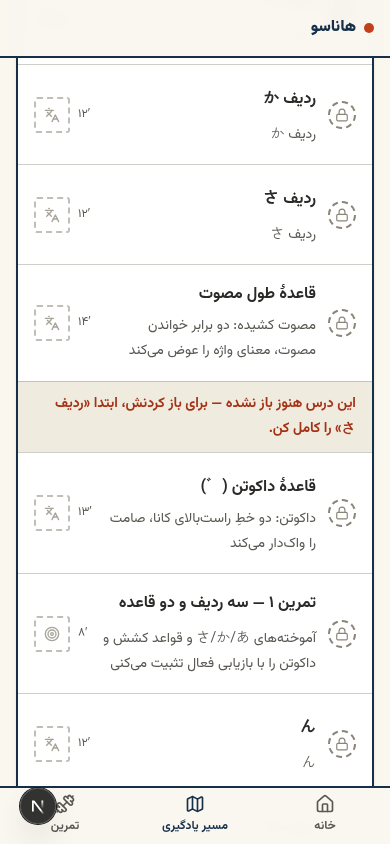 هاناسو
ردیف か
ردیف か
۱۲′
ردیف さ
ردیف さ
۱۲′
قاعدهٔ طول مصوت
مصوت کشیده: دو برابر خواندن
مصوت، معنای واژه را عوض می‌کند
۱۴′
این درس هنوز باز نشده — برای باز کردنش، ابتدا «ردیف
さ» را کامل کن.
قاعدهٔ داکوتن (゛)
داکوتن: دو خطِ راست‌بالای کانا، صامت
را واک‌دار می‌کند
۱۳′
تمرین ۱ — سه ردیف و دو قاعده
آموخته‌های あ/か/さ و قواعد کشش و
داکوتن را با بازیابی فعال تثبیت می‌کنی
۸′
ん
ん
۱۲′
خانه
مسیر یادگیری
تمرین
N